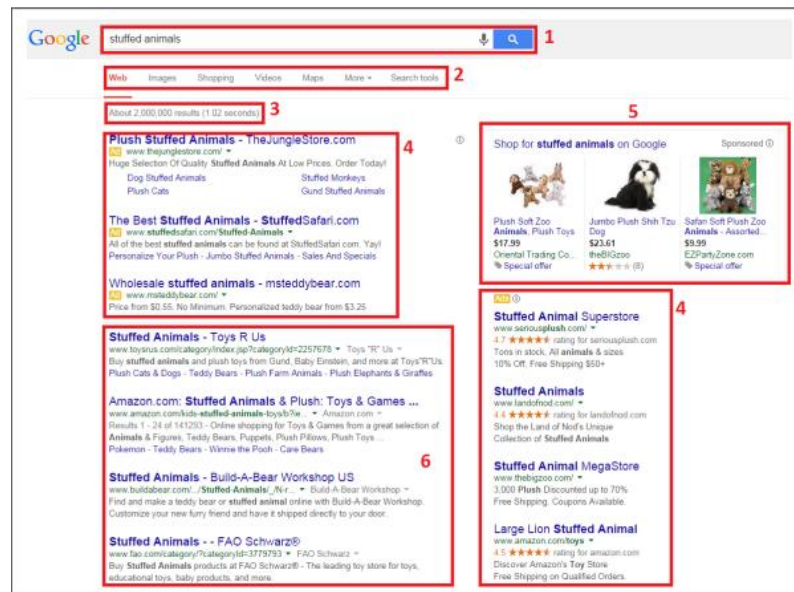 Google
stuffed animals
1
Web Images Shopping Videos Maps More Search tools
2
About 2,000,000 results (1.02 seconds)
3
Plush Stuffed Animals - TheJungleStore.com
Ad www.thejunglestore.com/
Huge Selection Of Quality Stuffed Animals At Low Prices. Order Today!
Dog Stuffed Animals Stuffed Monkeys
Plush Cats Gund Stuffed Animals
The Best Stuffed Animals - StuffedSafari.com
Ad www.stuffedsafari.com/Stuffed-Animals
All of the best stuffed animals can be found at StuffedSafari.com. Yay!
Personalize Your Plush - Jumbo Stuffed Animals - Sales And Specials
Wholesale stuffed animals - msteddybear.com
Ad www.msteddybear.com/
Price from $0.55. No Minimum. Personalized teddy bear from $3.25
4
Stuffed Animals - Toys R Us
www.toysrus.com/category/index.jsp?categoryId=2257678 Toys "R" Us
Buy stuffed animals and plush toys from Gund, Baby Einstein, and more at Toys"R"Us.
Plush Cats & Dogs - Teddy Bears - Plush Farm Animals - Plush Elephants & Giraffes
Amazon.com: Stuffed Animals & Plush: Toys & Games ...
www.amazon.com/kids-stuffed-animals-toys/b?ie... Amazon.com
Results 1 - 24 of 141293 - Online shopping for Toys & Games from a great selection of
Animals & Figures, Teddy Bears, Puppets, Plush Pillows, Plush Toys ...
Pokemon - Teddy Bears - Winnie the Pooh - Care Bears
Stuffed Animals - Build-A-Bear Workshop US
www.buildabear.com/.../Stuffed-Animals/_/N-r... Build-A-Bear Workshop
Find and make a teddy bear or stuffed animal online with Build-A-Bear Workshop.
Customize your new furry friend and have it shipped directly to your door.
Stuffed Animals - - FAO Schwarz®
www.fao.com/category/?categoryId=3779793 FAO Schwarz
Buy Stuffed Animals products at FAO Schwarz® - The leading toy store for toys,
educational toys, baby products, and more.
6
5
Shop for stuffed animals on Google Sponsored
Plush Soft Zoo
Animals, Plush Toys
$17.99
Oriental Trading Co...
Special offer
Jumbo Plush Shih Tzu
Dog
$23.61
theBIGzoo
(8)
Safari Soft Plush Zoo
Animals - Assorted...
$9.99
EZPartyZone.com
Special offer
Ads
4
Stuffed Animal Superstore
www.seriousplush.com/
4.7 ★★★★★ rating for seriousplush.com
Tons in stock. All animals & sizes
10% Off, Free Shipping $50+
Stuffed Animals
www.landofnod.com/
4.4 ★★★★★ rating for landofnod.com
Shop the Land of Nod's Unique
Collection of Stuffed Animals
Stuffed Animal MegaStore
www.thebigzoo.com/
3,000 Plush Discounted up to 70%
Free Shipping, Coupons Available.
Large Lion Stuffed Animal
www.amazon.com/toys
4.5 ★★★★★ rating for amazon.com
Discover Amazon's Toy Store
Free Shipping on Qualified Orders.